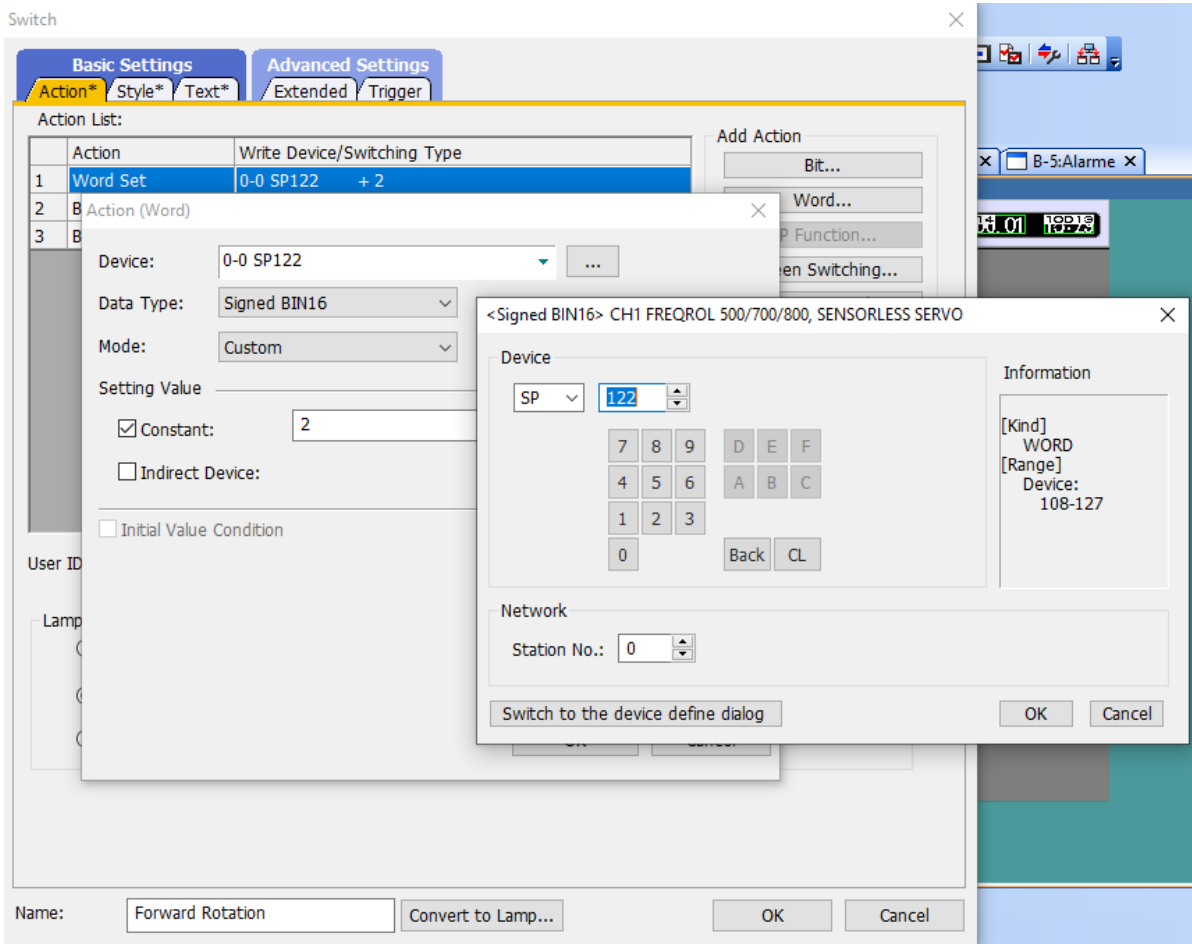 Switch
Basic Settings
Advanced Settings
Action* Style* Text* Extended Trigger
Action List:
Action Write Device/Switching Type
1 Word Set 0-0 SP122 + 2
2 B
3 B
Add Action
Bit...
Word...
P Function...
en Switching...
B-5:Alarme
Action (Word)
Device: 0-0 SP122 ...
Data Type: Signed BIN16
Mode: Custom
Setting Value
Constant: 2
Indirect Device:
Initial Value Condition
User ID
Lamp
<Signed BIN16> CH1 FREQROL 500/700/800, SENSORLESS SERVO
Device
SP 122
7 8 9 D E F
4 5 6 A B C
1 2 3
0 Back CL
Information
[Kind]
WORD
[Range]
Device:
108-127
Network
Station No.: 0
Switch to the device define dialog
OK Cancel
Name: Forward Rotation Convert to Lamp... OK Cancel